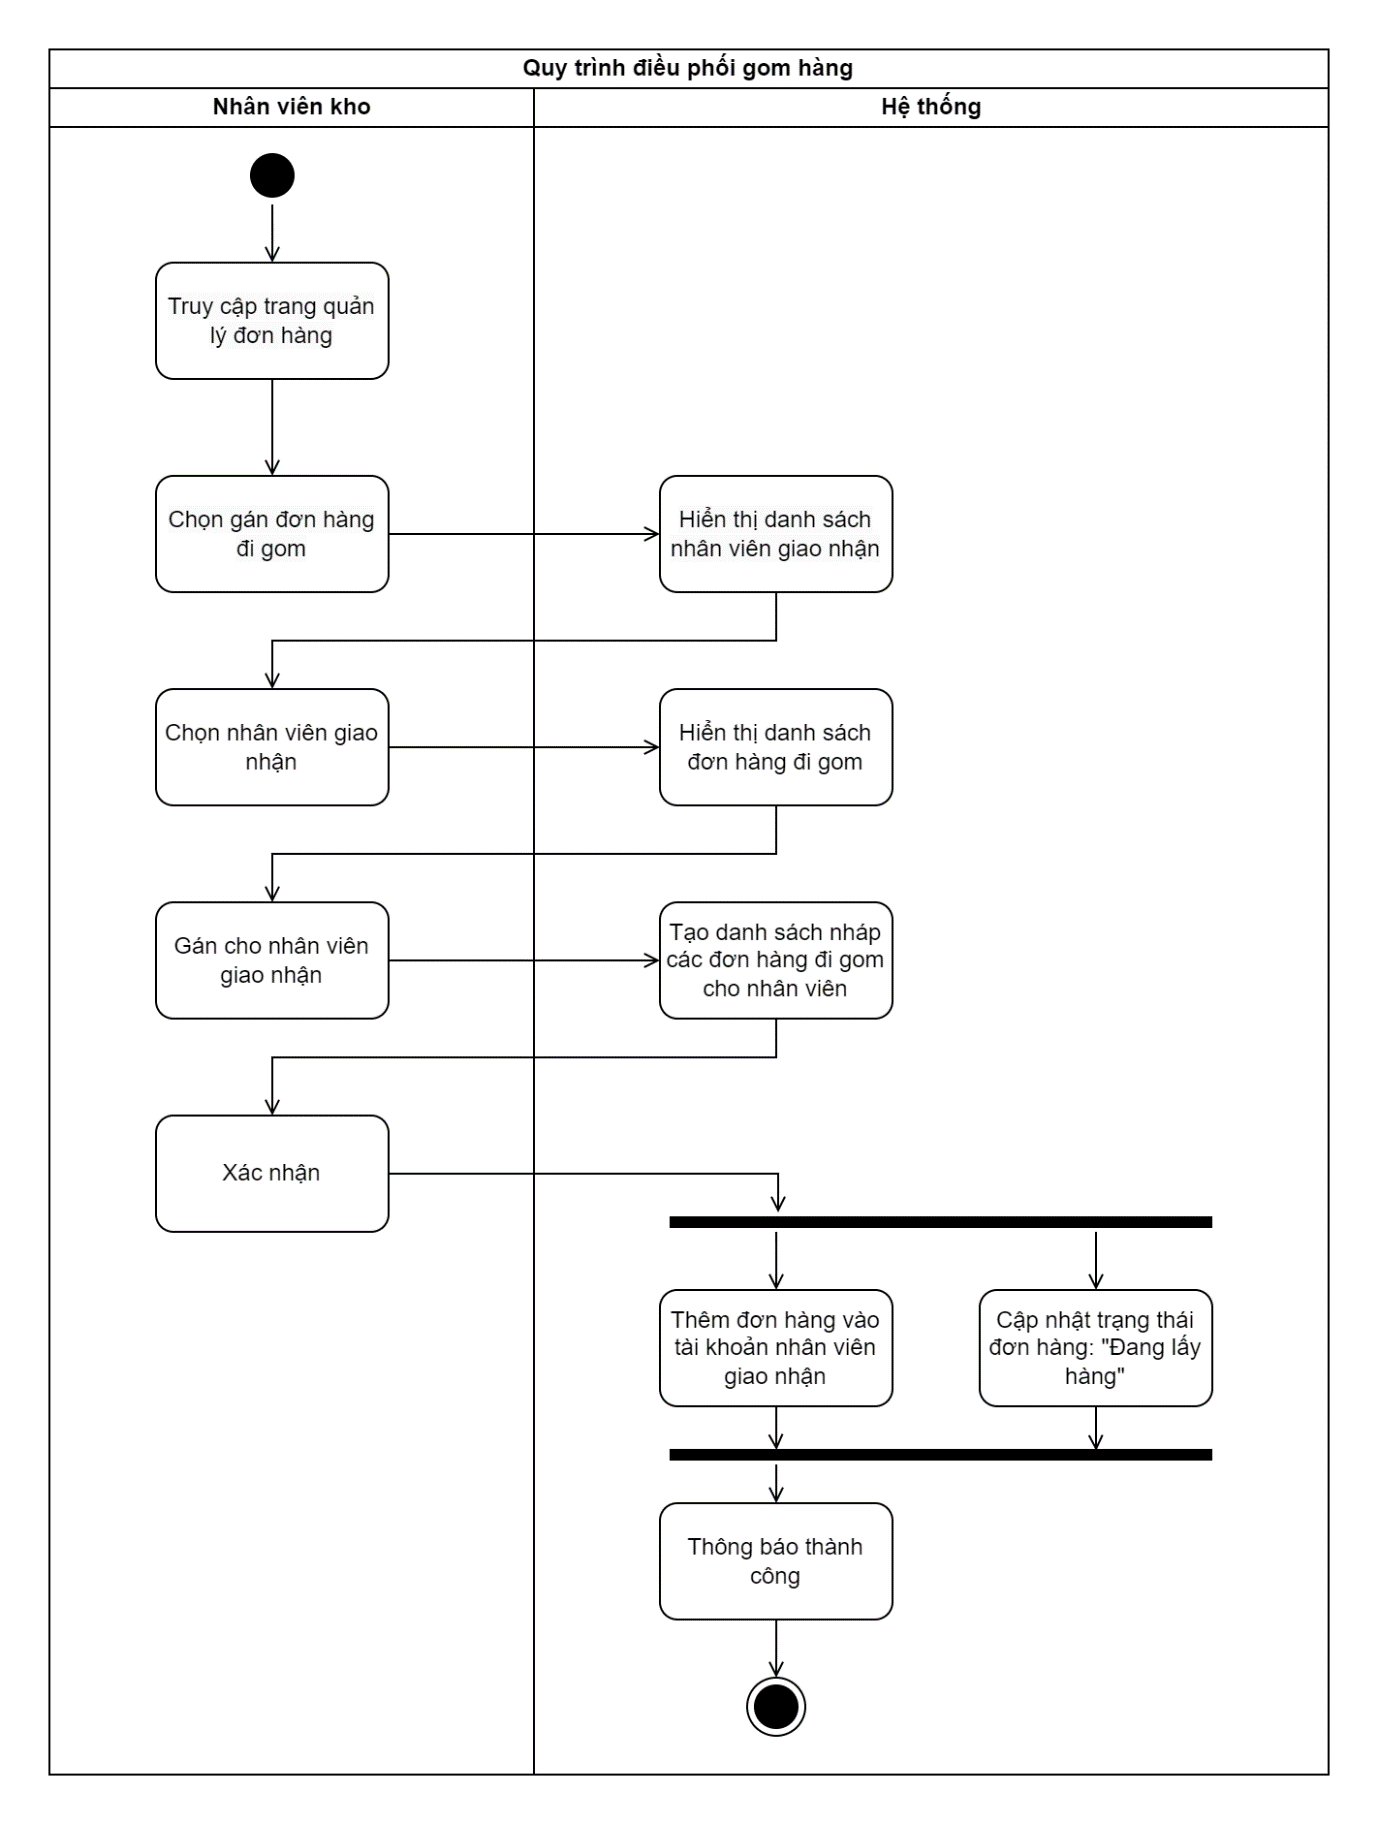 Quy trình điều phối gom hàng
Nhân viên kho
Hệ thống
Truy cập trang quản
lý đơn hàng
Chọn gán đơn hàng
đi gom
Hiển thị danh sách
nhân viên giao nhận
Chọn nhân viên giao
nhận
Hiển thị danh sách
đơn hàng đi gom
Gán cho nhân viên
giao nhận
Tạo danh sách nháp
các đơn hàng đi gom
cho nhân viên
Xác nhận
Thêm đơn hàng vào
tài khoản nhân viên
giao nhận
Cập nhật trạng thái
đơn hàng: "Đang lấy
hàng"
Thông báo thành
công